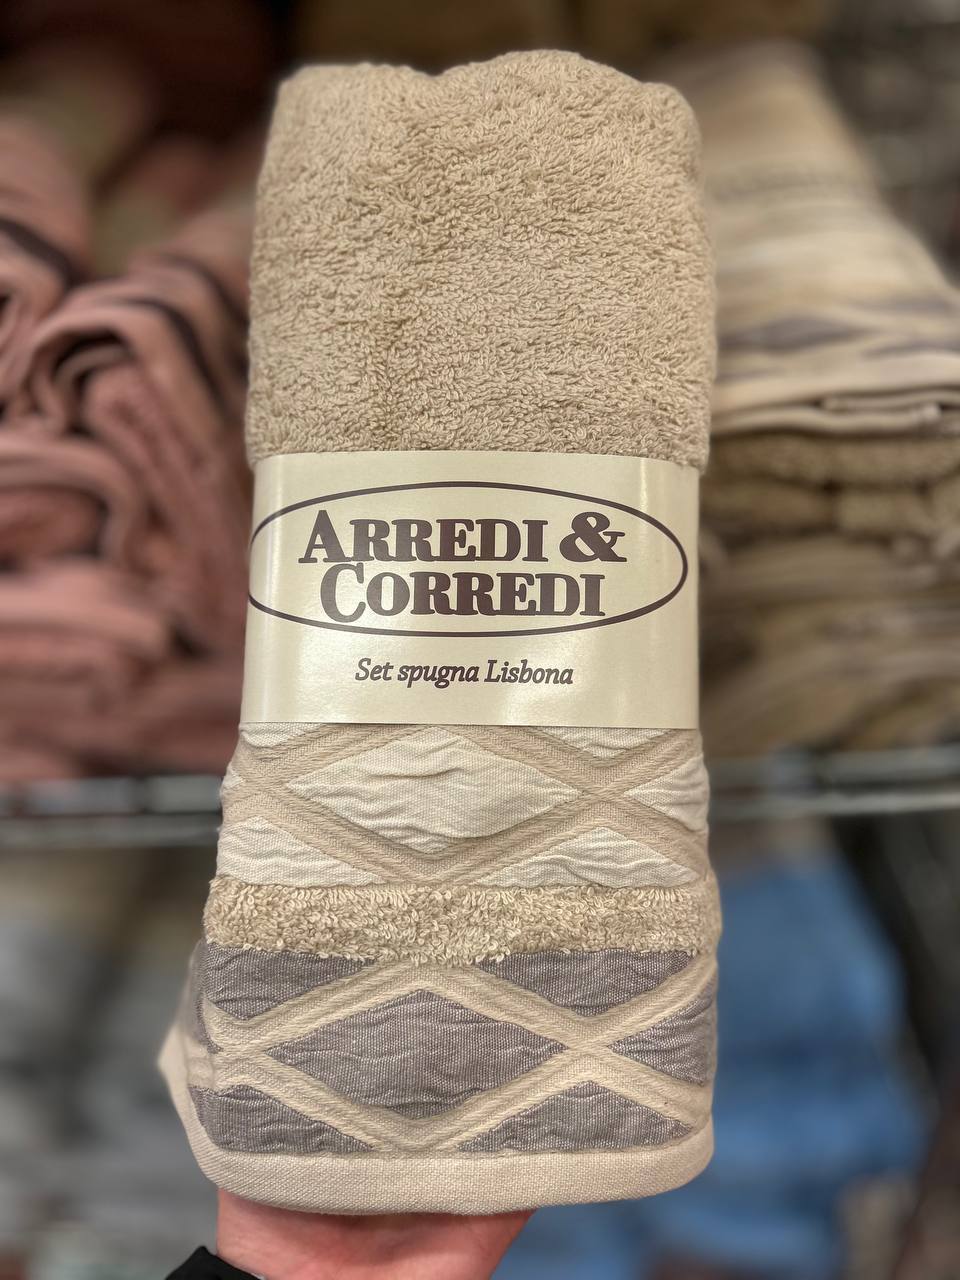 ARREDI &
CORREDI
Set spugna Lisbona